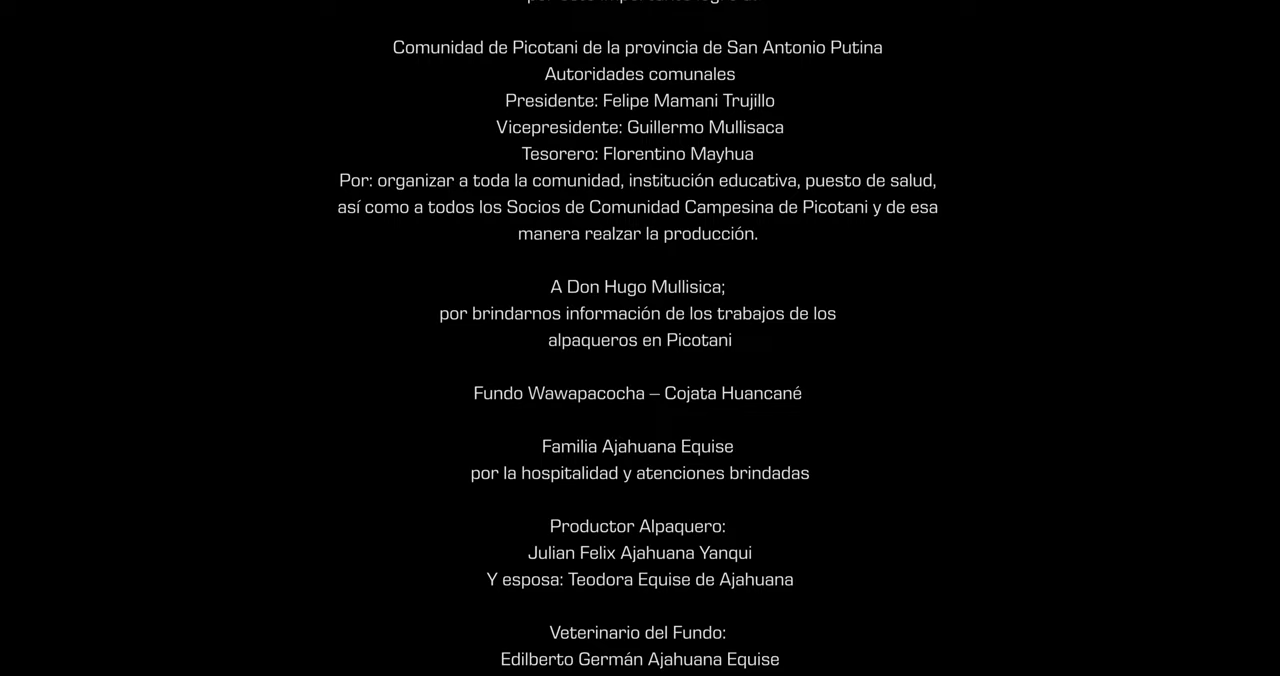 Comunidad de Picotani de la provincia de San Antonio Putina
Autoridades comunales
Presidente: Felipe Mamani Trujillo
Vicepresidente: Guillermo Mullisaca
Tesorero: Florentino Mayhua
Por: organizar a toda la comunidad, institución educativa, puesto de salud,
así como a todos los Socios de Comunidad Campesina de Picotani y de esa
manera realzar la producción.
A Don Hugo Mullisica;
por brindarnos información de los trabajos de los
alpaqueros en Picotani
Fundo Wawapacocha – Cojata Huancané
Familia Ajahuana Equise
por la hospitalidad y atenciones brindadas
Productor Alpaquero:
Julian Felix Ajahuana Yanqui
Y esposa: Teodora Equise de Ajahuana
Veterinario del Fundo:
Edilberto Germán Ajahuana Equise